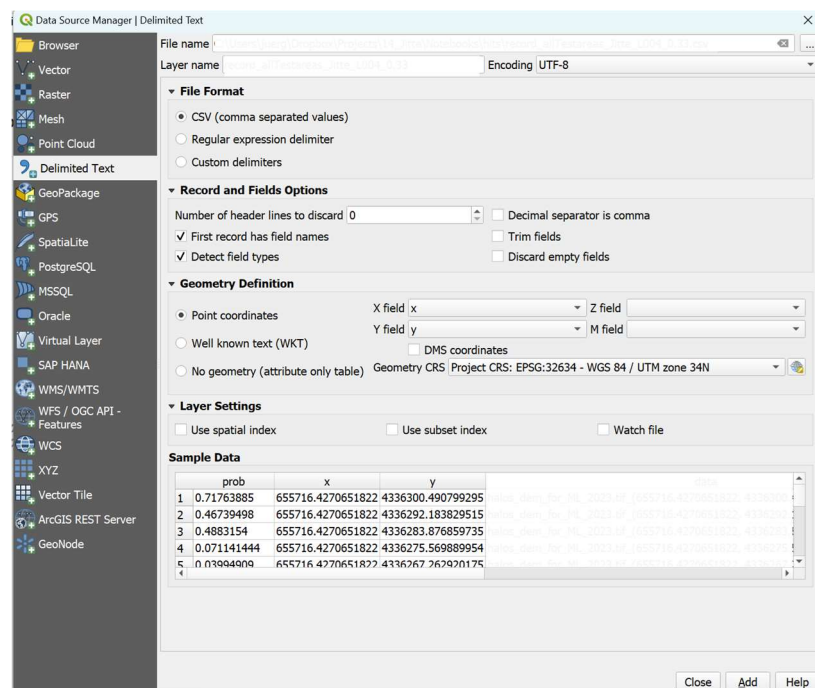 Data Source Manager | Delimited Text
Browser
Vector
Raster
Mesh
Point Cloud
Delimited Text
GeoPackage
GPS
SpatiaLite
PostgreSQL
MSSQL
Oracle
Virtual Layer
SAP HANA
WMS/WMTS
WFS / OGC API -
Features
WCS
XYZ
Vector Tile
ArcGIS REST Server
GeoNode
File name
...
Layer name
Encoding UTF-8
File Format
CSV (comma separated values)
Regular expression delimiter
Custom delimiters
Record and Fields Options
Number of header lines to discard 0
Decimal separator is comma
First record has field names
Trim fields
Detect field types
Discard empty fields
Geometry Definition
Point coordinates
X field x
Z field
Y field y
M field
Well known text (WKT)
DMS coordinates
No geometry (attribute only table)
Geometry CRS Project CRS: EPSG:32634 - WGS 84 / UTM zone 34N
Layer Settings
Use spatial index
Use subset index
Watch file
Sample Data
prob x y
1 0.71763885 655716.4270651822 4336300.490799295
2 0.46739498 655716.4270651822 4336292.183829515
3 0.4883154 655716.4270651822 4336283.876859735
4 0.071141444 655716.4270651822 4336275.569889954
5 0.03994909 655716.4270651822 4336267.262920175
Close Add Help